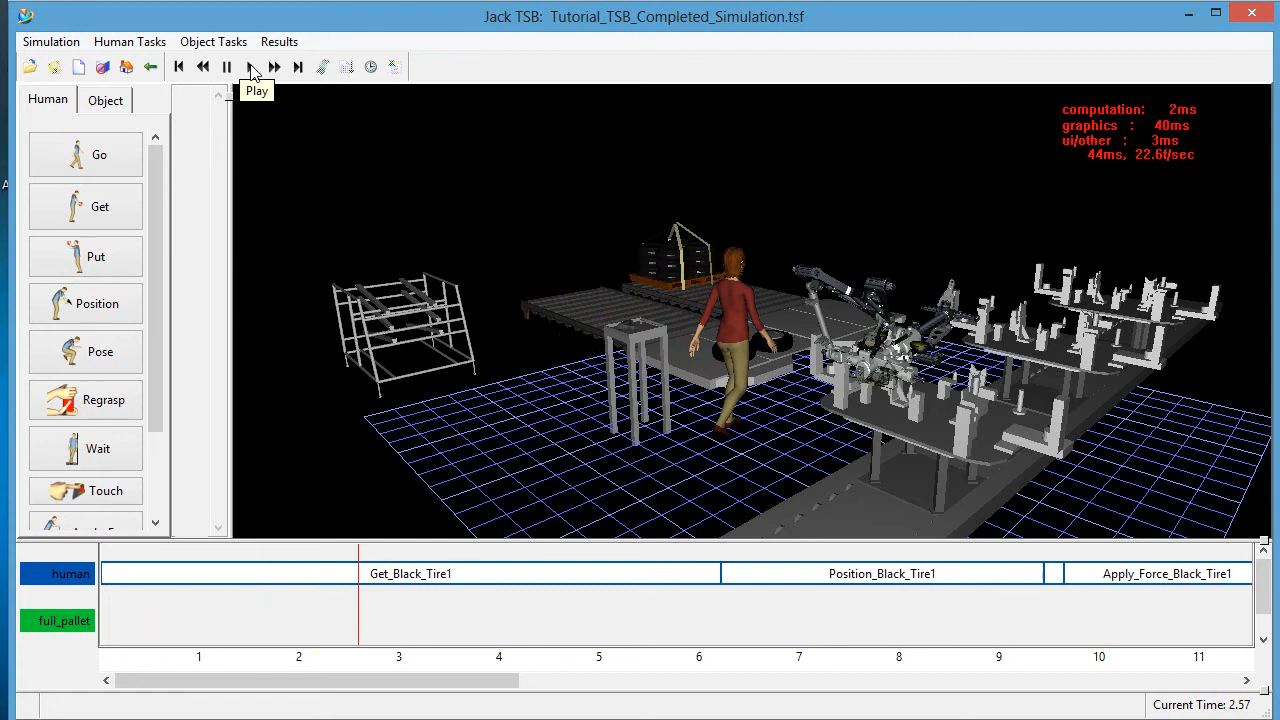 Jack TSB: Tutorial_TSB_Completed_Simulation.tsf
Simulation Human Tasks Object Tasks Results
Play
Human Object
Go
Get
Put
Position
Pose
Regrasp
Wait
Touch
computation: 2ms
graphics : 40ms
ui/other : 3ms
44ms, 22.6f/sec
human Get_Black_Tire1 Position_Black_Tire1 Apply_Force_Black_Tire1
full_pallet
1 2 3 4 5 6 7 8 9 10 11
Current Time: 2.57